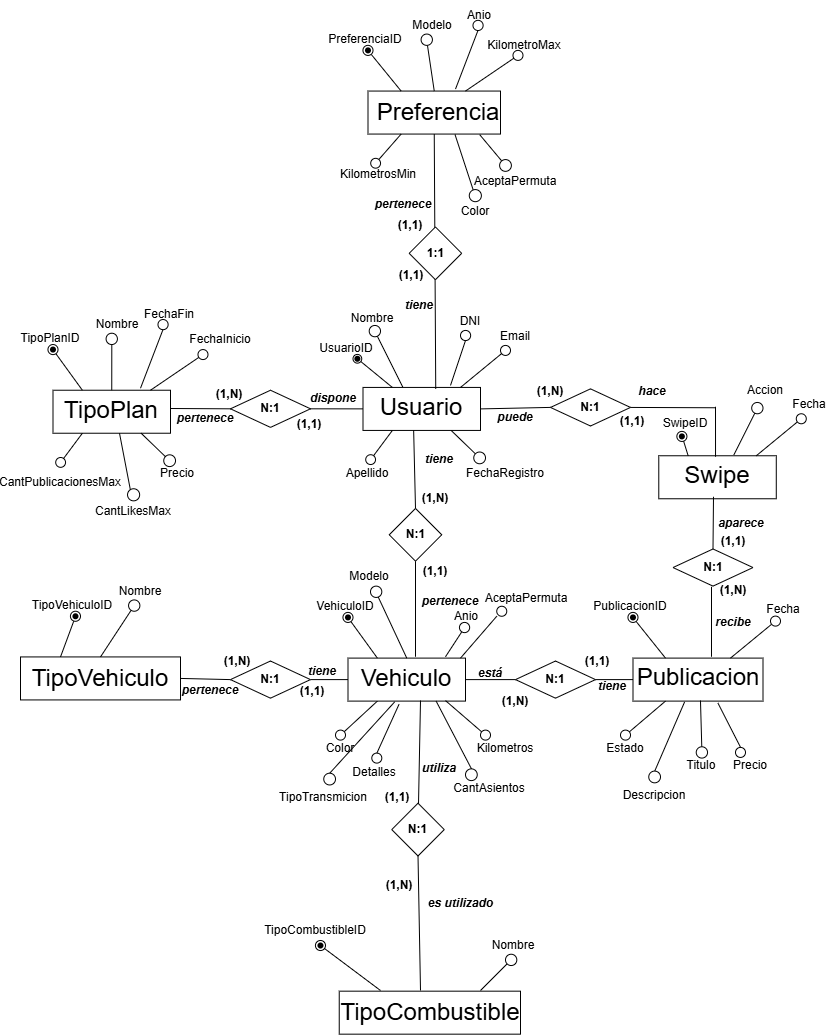 Anio
Modelo
PreferenciaID
KilometroMax
Preferencia
KilometrosMin
AceptaPermuta
Color
pertenece
(1,1)
1:1
(1,1)
tiene
FechaFin
Nombre
TipoPlanID
FechaInicio
Nombre
DNI
Email
UsuarioID
TipoPlan
pertenece
(1,N)
N:1
(1,1)
dispone
Usuario
puede
(1,N)
N:1
(1,1)
hace
Accion
Fecha
SwipeID
Swipe
CantPublicacionesMax
Precio
CantLikesMax
Apellido
FechaRegistro
tiene
(1,N)
N:1
(1,1)
pertenece
aparece
(1,1)
N:1
(1,N)
recibe
TipoVehiculoID
Nombre
Modelo
VehiculoID
AceptaPermuta
Anio
PublicacionID
Fecha
TipoVehiculo
pertenece
(1,N)
N:1
(1,1)
tiene
Vehiculo
está
(1,N)
N:1
(1,1)
tiene
Publicacion
Color
Detalles
TipoTransmicion
Kilometros
CantAsientos
Estado
Descripcion
Titulo
Precio
utiliza
(1,1)
N:1
(1,N)
es utilizado
TipoCombustibleID
Nombre
TipoCombustible